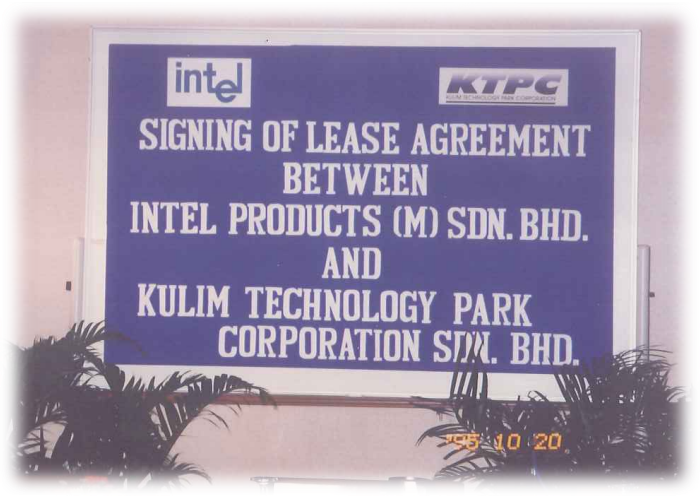 intel
KTPC
KULIM TECHNOLOGY PARK CORPORATION
SIGNING OF LEASE AGREEMENT
BETWEEN
INTEL PRODUCTS (M) SDN. BHD.
AND
KULIM TECHNOLOGY PARK
CORPORATION SDN. BHD.
'95 10 20